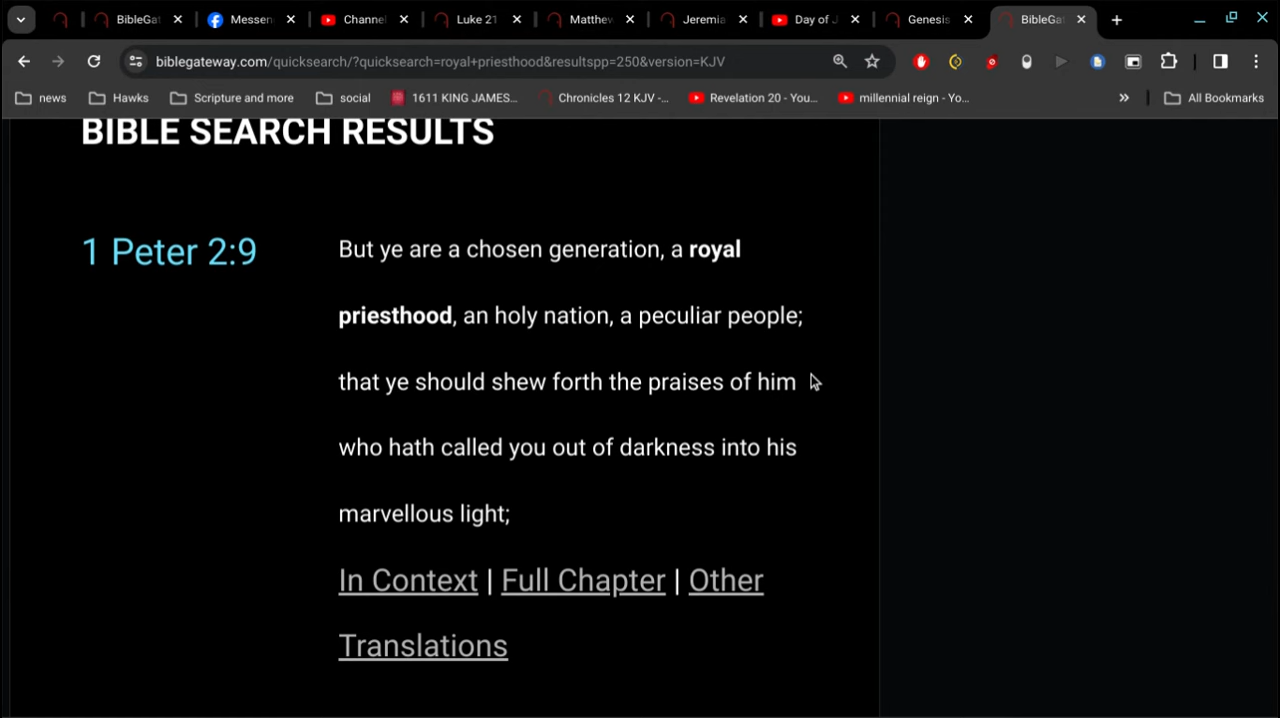 BibleGat
Messen
Channel
Luke 21
Matthew
Jeremia
Day of J
Genesis
BibleGat
biblegateway.com/quicksearch/?quicksearch=royal+priesthood&resultspp=250&version=KJV
news
Hawks
Scripture and more
social
1611 KING JAMES...
Chronicles 12 KJV -...
Revelation 20 - You...
millennial reign - Yo...
»
All Bookmarks
BIBLE SEARCH RESULTS
1 Peter 2:9
But ye are a chosen generation, a royal
priesthood, an holy nation, a peculiar people;
that ye should shew forth the praises of him
who hath called you out of darkness into his
marvellous light;
In Context | Full Chapter | Other
Translations